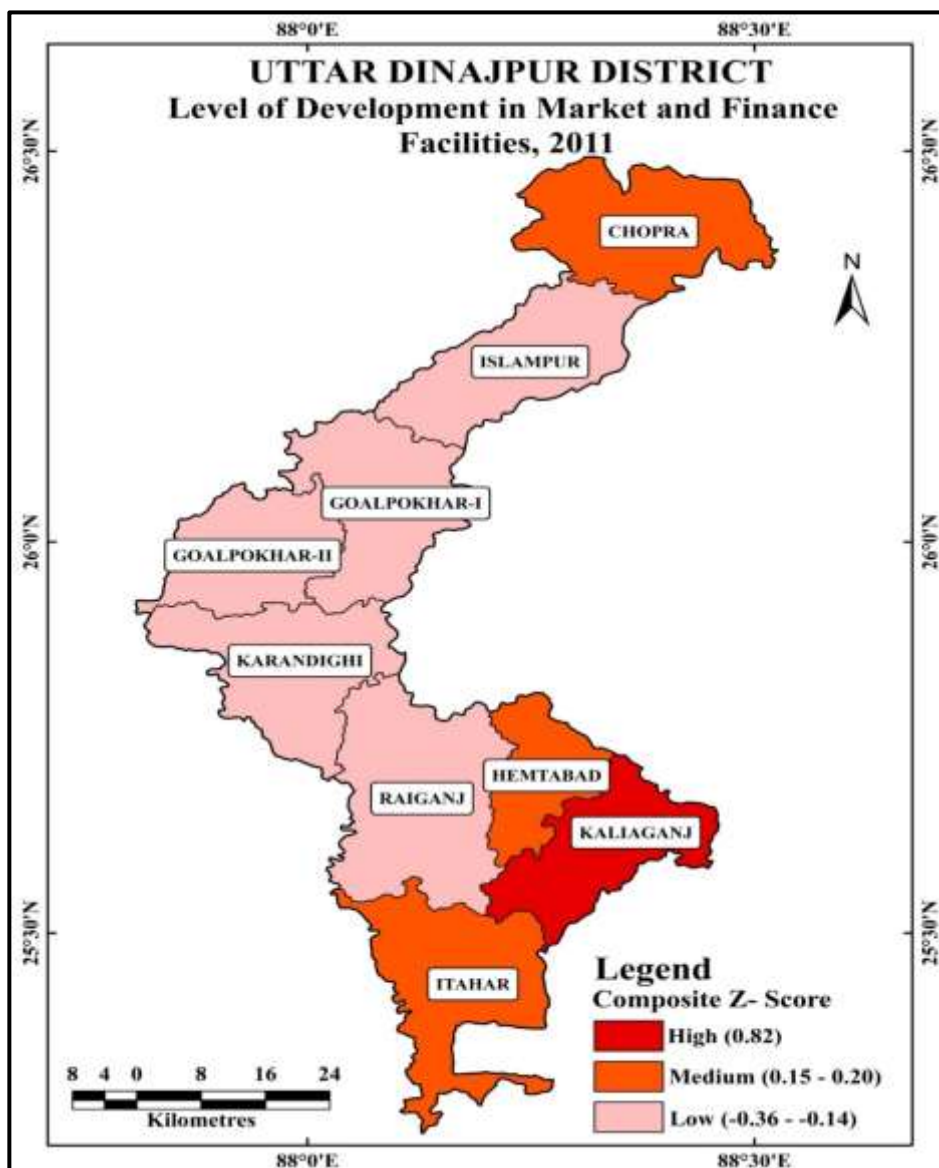 88°0'E 88°30'E
UTTAR DINAJPUR DISTRICT
Level of Development in Market and Finance
Facilities, 2011
26°30'N 26°30'N
CHOPRA
N
ISLAMPUR
GOALPOKHAR-I
26°0'N 26°0'N
GOALPOKHAR-II
KARANDIGHI
HEMTABAD
RAIGANJ
KALIAGANJ
25°30'N 25°30'N
Legend
ITAHAR
Composite Z- Score
High (0.82)
Medium (0.15 - 0.20)
Low (-0.36 - -0.14)
8 4 0 8 16 24
Kilometres
88°0'E 88°30'E